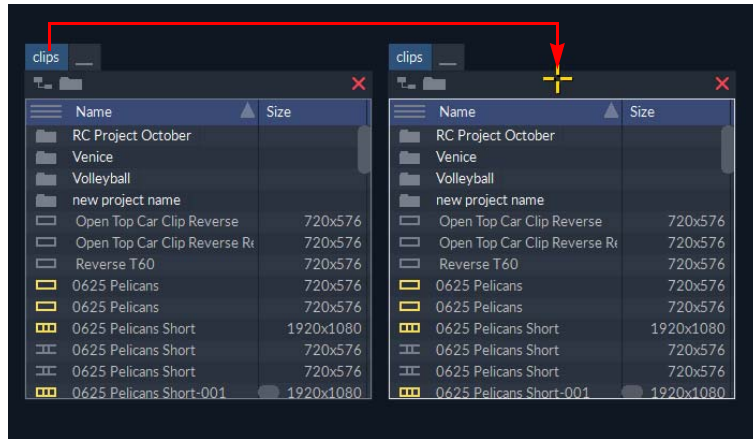 clips
Name Size
RC Project October
Venice
Volleyball
new project name
Open Top Car Clip Reverse 720x576
Open Top Car Clip Reverse Re 720x576
Reverse T60 720x576
0625 Pelicans 720x576
0625 Pelicans 720x576
0625 Pelicans Short 1920x1080
0625 Pelicans Short 720x576
0625 Pelicans Short 720x576
0625 Pelicans Short-001 1920x1080
clips
Name Size
RC Project October
Venice
Volleyball
new project name
Open Top Car Clip Reverse 720x576
Open Top Car Clip Reverse Re 720x576
Reverse T60 720x576
0625 Pelicans 720x576
0625 Pelicans 720x576
0625 Pelicans Short 1920x1080
0625 Pelicans Short 720x576
0625 Pelicans Short 720x576
0625 Pelicans Short-001 1920x1080